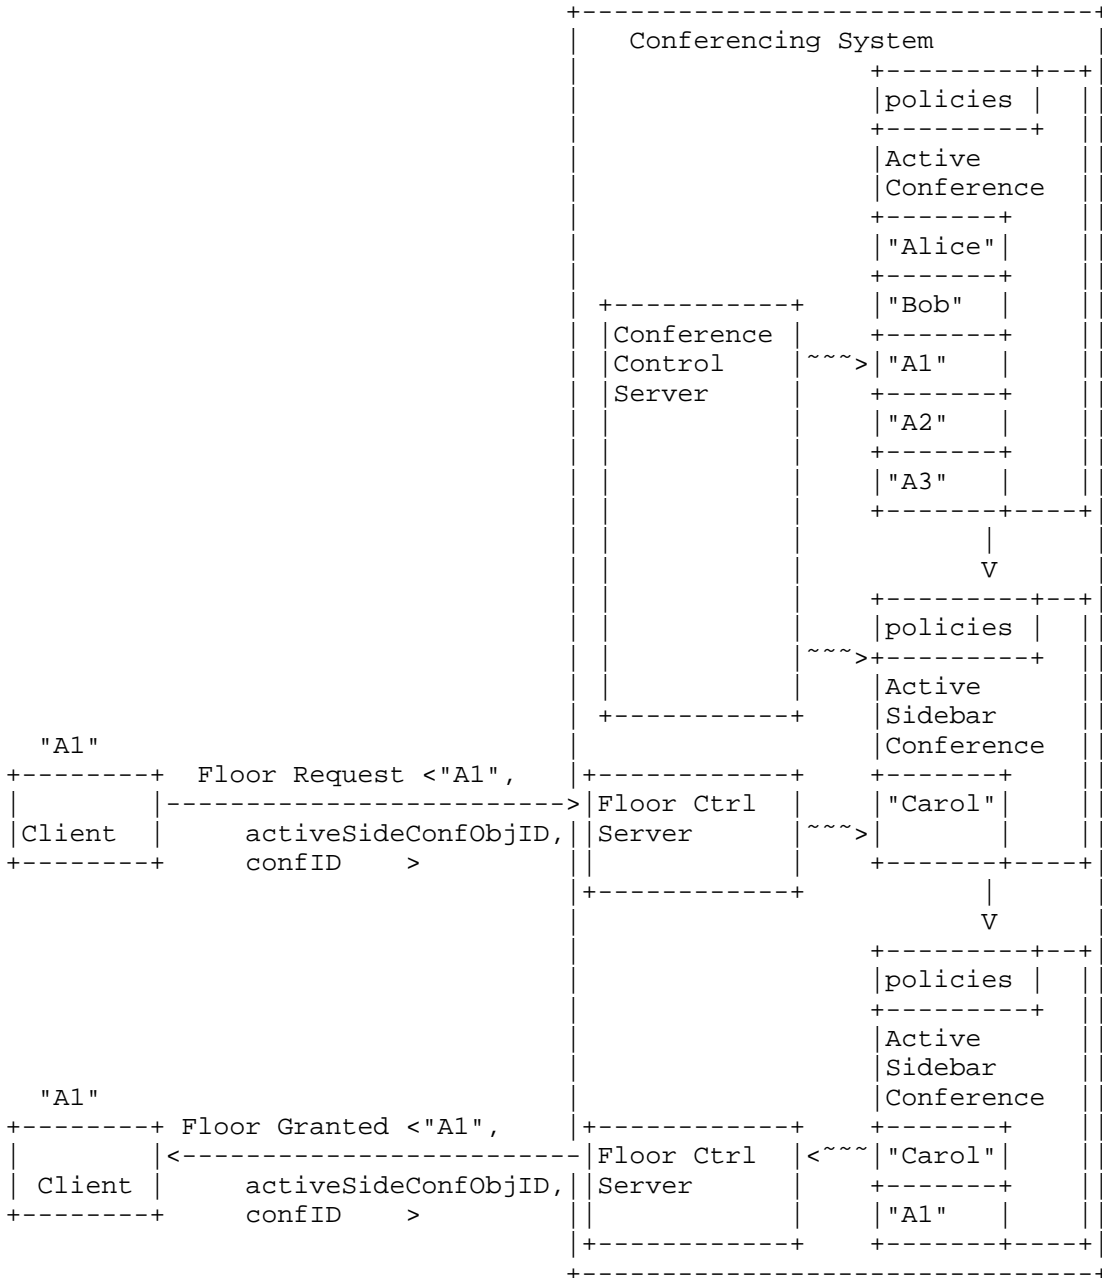 Conferencing System
policies
Active
Conference
"Alice"
"Bob"
Conference
Control ~~~> "A1"
Server
"A2"
"A3"
V
policies
~~~>
Active
Sidebar
"A1" Conference
Floor Request <"A1",
Floor Ctrl "Carol"
Client activeSideConfObjID, Server ~~~>
confID >
V
policies
Active
Sidebar
"A1" Conference
Floor Granted <"A1",
Floor Ctrl <~~~ "Carol"
Client activeSideConfObjID, Server
confID > "A1"